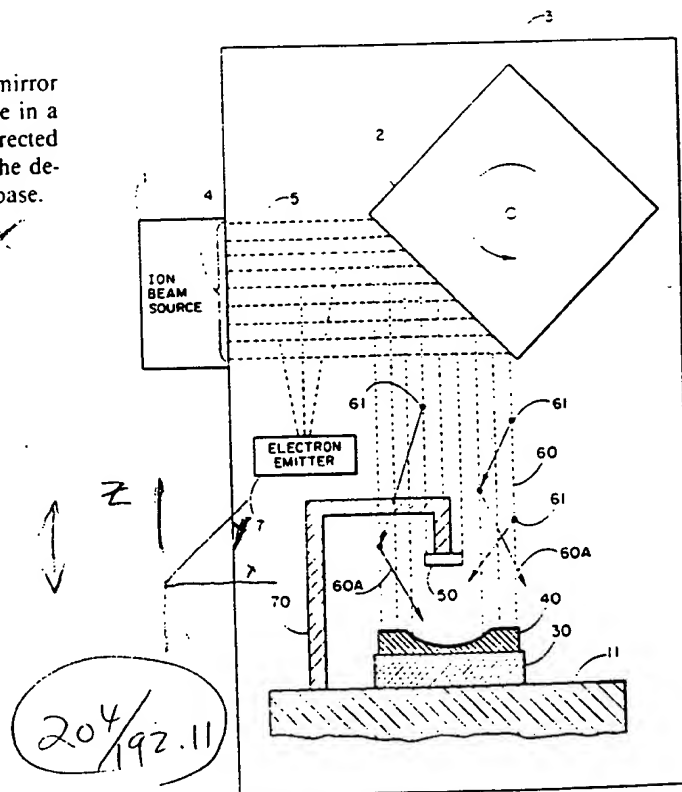 mirror
e in a
rected
he de-
base.
3
2
4
5
ION
BEAM
SOURCE
61
61
ELECTRON
EMITTER
60
Z
61
7
70
60A
50
60A
40
30
11
204/192.11